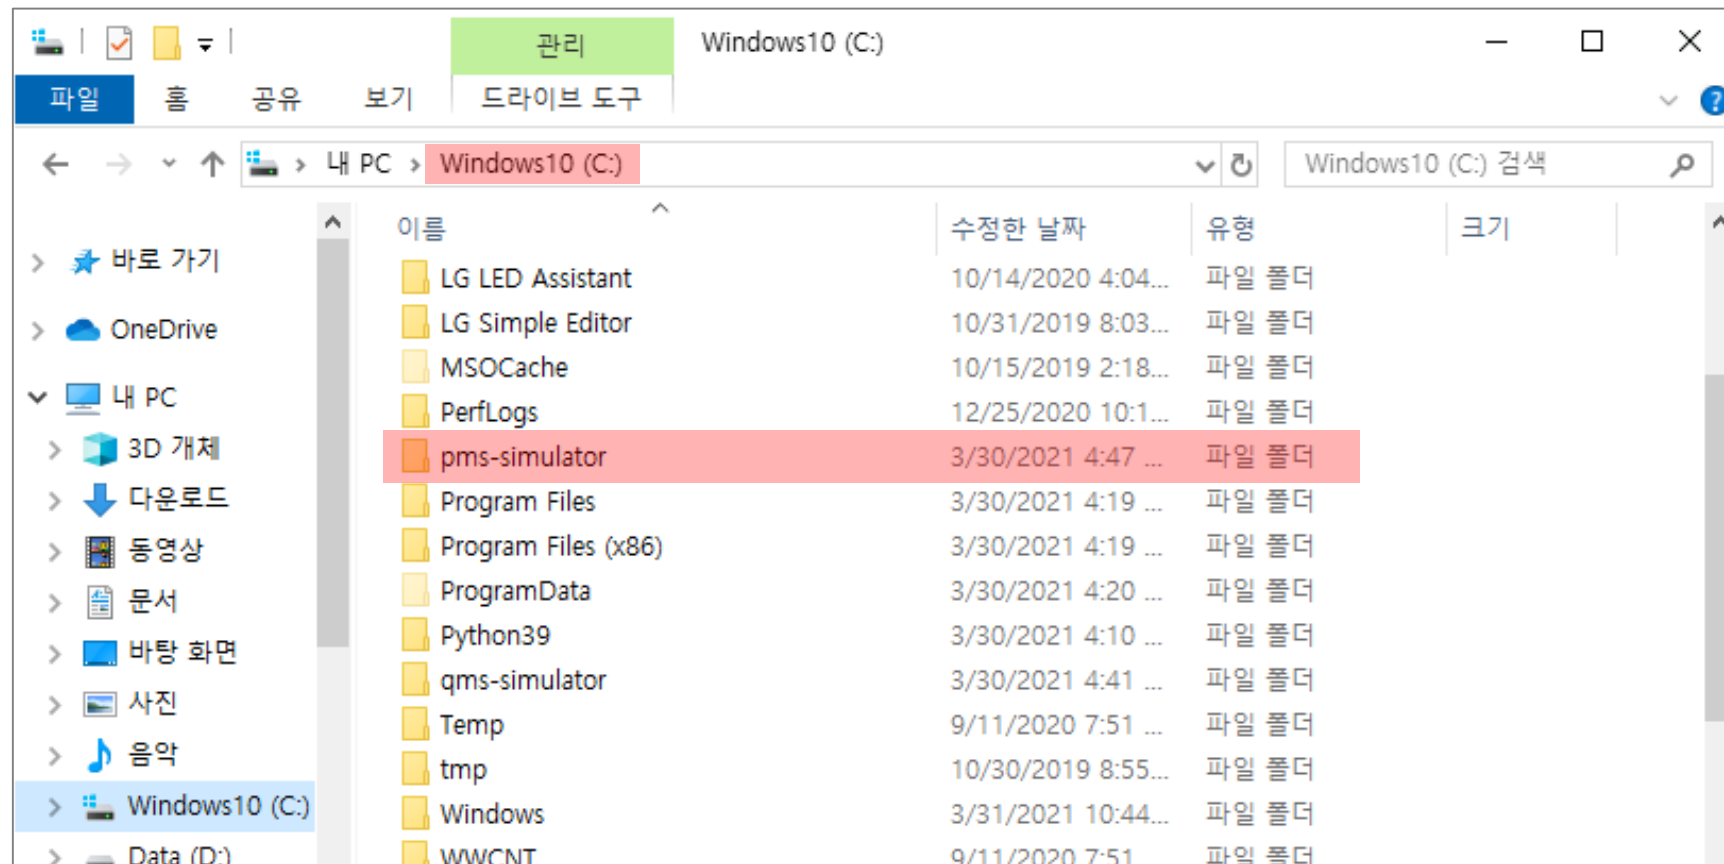 관리 Windows10 (C:)
파일 홈 공유 보기 드라이브 도구
내 PC Windows10 (C:) Windows10 (C:) 검색
이름 수정한 날짜 유형 크기
바로 가기
OneDrive
내 PC
3D 개체
다운로드
동영상
문서
바탕 화면
사진
음악
Windows10 (C:)
Data (D:)
LG LED Assistant 10/14/2020 4:04... 파일 폴더
LG Simple Editor 10/31/2019 8:03... 파일 폴더
MSOCache 10/15/2019 2:18... 파일 폴더
PerfLogs 12/25/2020 10:1... 파일 폴더
pms-simulator 3/30/2021 4:47 ... 파일 폴더
Program Files 3/30/2021 4:19 ... 파일 폴더
Program Files (x86) 3/30/2021 4:19 ... 파일 폴더
ProgramData 3/30/2021 4:20 ... 파일 폴더
Python39 3/30/2021 4:10 ... 파일 폴더
qms-simulator 3/30/2021 4:41 ... 파일 폴더
Temp 9/11/2020 7:51 ... 파일 폴더
tmp 10/30/2019 8:55... 파일 폴더
Windows 3/31/2021 10:44... 파일 폴더
WWCNT 9/11/2020 7:51 파일 폴더